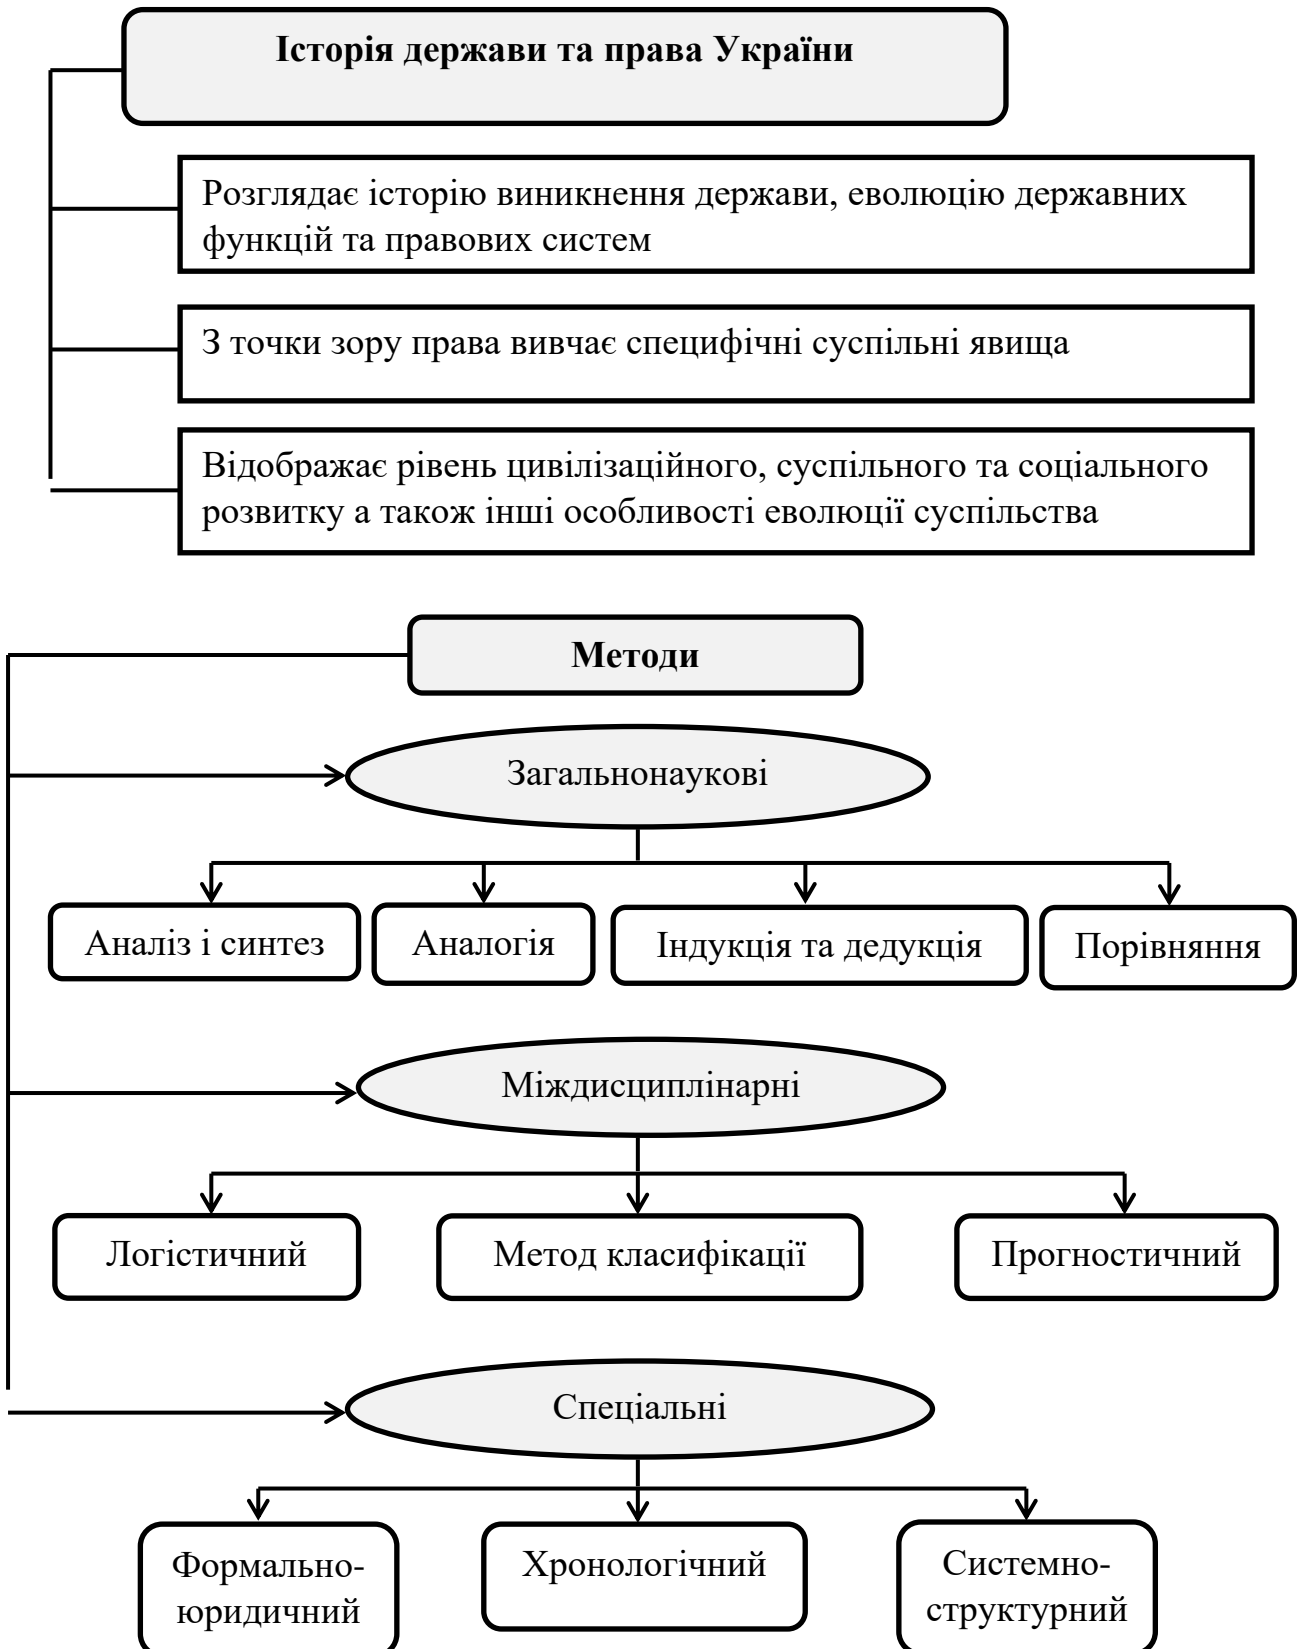 Історія держави та права України
Розглядає історію виникнення держави, еволюцію державних
функцій та правових систем
З точки зору права вивчає специфічні суспільні явища
Відображає рівень цивілізаційного, суспільного та соціального
розвитку а також інші особливості еволюції суспільства
Методи
Загальнонаукові
Аналіз і синтез
Аналогія
Індукція та дедукція
Порівняння
Міждисциплінарні
Логістичний
Метод класифікації
Прогностичний
Спеціальні
Формально-
юридичний
Хронологічний
Системно-
структурний